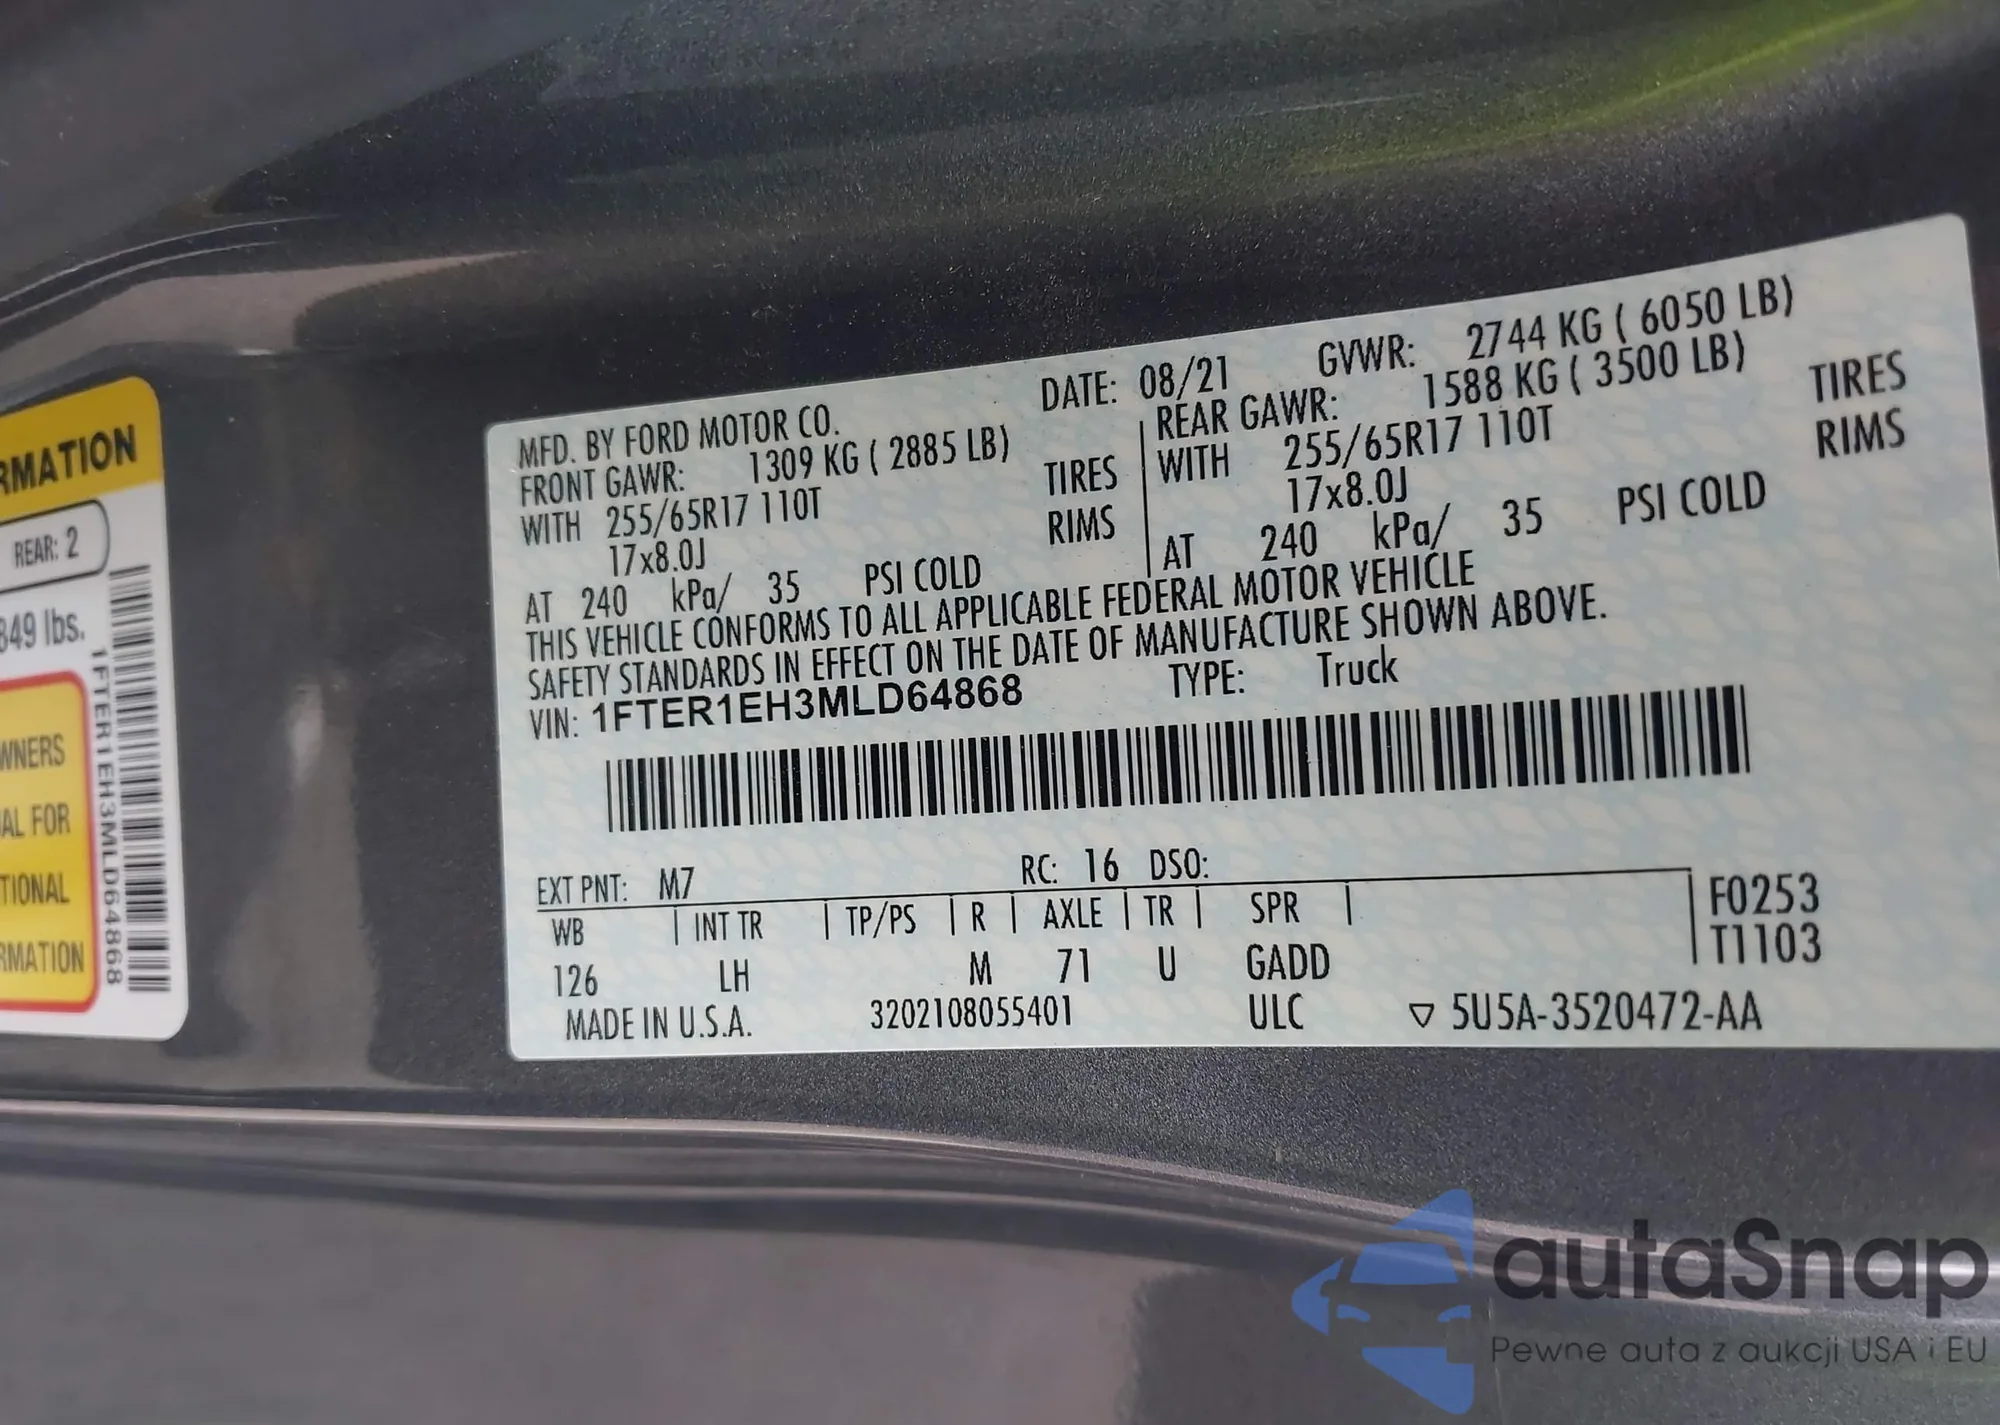 RMATION
REAR: 2
849 lbs.
WNERS
AL FOR
TIONAL
RMATION
1FTER1EH3MLD64868
MFD. BY FORD MOTOR CO. DATE: 08/21 GVWR: 2744 KG ( 6050 LB)
FRONT GAWR: 1309 KG ( 2885 LB) REAR GAWR: 1588 KG ( 3500 LB)
WITH 255/65R17 110T TIRES WITH 255/65R17 110T TIRES
17x8.0J RIMS 17x8.0J RIMS
AT 240 kPa/ 35 PSI COLD AT 240 kPa/ 35 PSI COLD
THIS VEHICLE CONFORMS TO ALL APPLICABLE FEDERAL MOTOR VEHICLE
SAFETY STANDARDS IN EFFECT ON THE DATE OF MANUFACTURE SHOWN ABOVE.
VIN: 1FTER1EH3MLD64868 TYPE: Truck
EXT PNT: M7 RC: 16 DSO:
WB INT TR TP/PS R AXLE TR SPR F0253
126 LH M 71 U GADD T1103
MADE IN U.S.A. 3202108055401 ULC ▽ 5U5A-3520472-AA
autaSnap
Pewne auta z aukcji USA i EU